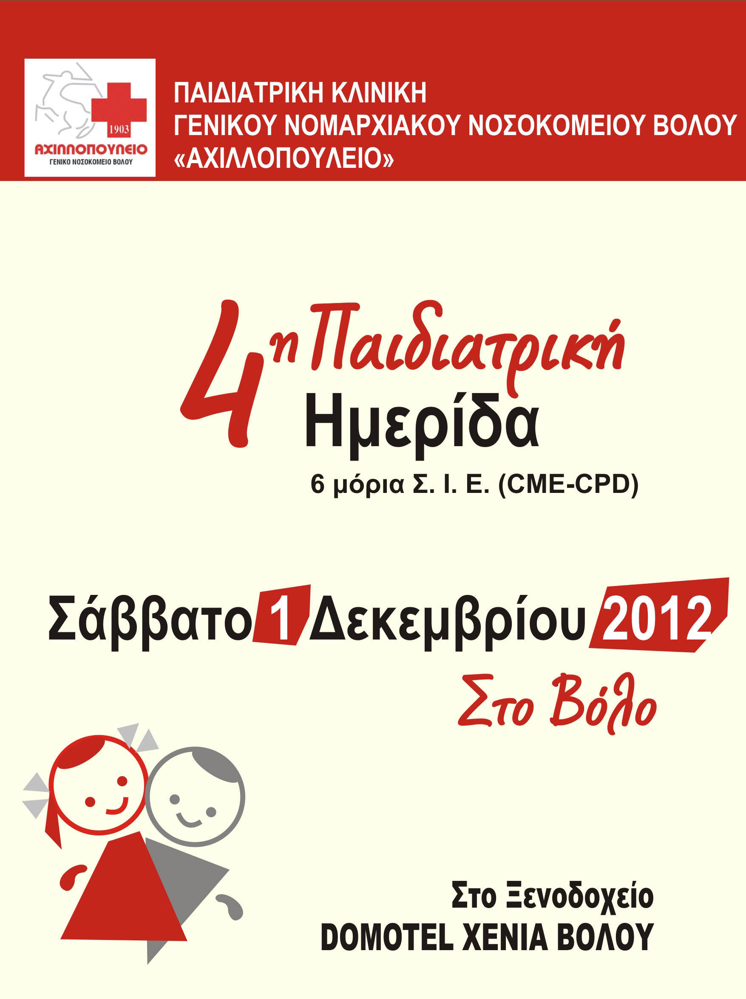 1903
ΑΧΙΛΛΟΠΟΥΛΕΙΟ
ΓΕΝΙΚΟ ΝΟΣΟΚΟΜΕΙΟ ΒΟΛΟΥ
ΠΑΙΔΙΑΤΡΙΚΗ ΚΛΙΝΙΚΗ
ΓΕΝΙΚΟΥ ΝΟΜΑΡΧΙΑΚΟΥ ΝΟΣΟΚΟΜΕΙΟΥ ΒΟΛΟΥ
«ΑΧΙΛΛΟΠΟΥΛΕΙΟ»
4η Παιδιατρική
Ημερίδα
6 μόρια Σ. Ι. Ε. (CME-CPD)
Σάββατο 1 Δεκεμβρίου 2012
Στο Βόλο
Στο Ξενοδοχείο
DOMOTEL XENIA ΒΟΛΟΥ